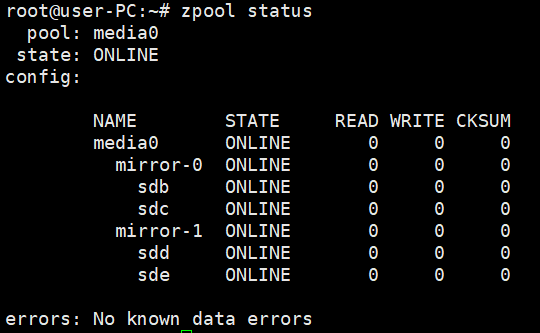 root@user-PC:~# zpool status
  pool: media0
 state: ONLINE
config:

        NAME        STATE     READ WRITE CKSUM
        media0      ONLINE       0     0     0
          mirror-0  ONLINE       0     0     0
            sdb     ONLINE       0     0     0
            sdc     ONLINE       0     0     0
          mirror-1  ONLINE       0     0     0
            sdd     ONLINE       0     0     0
            sde     ONLINE       0     0     0

errors: No known data errors